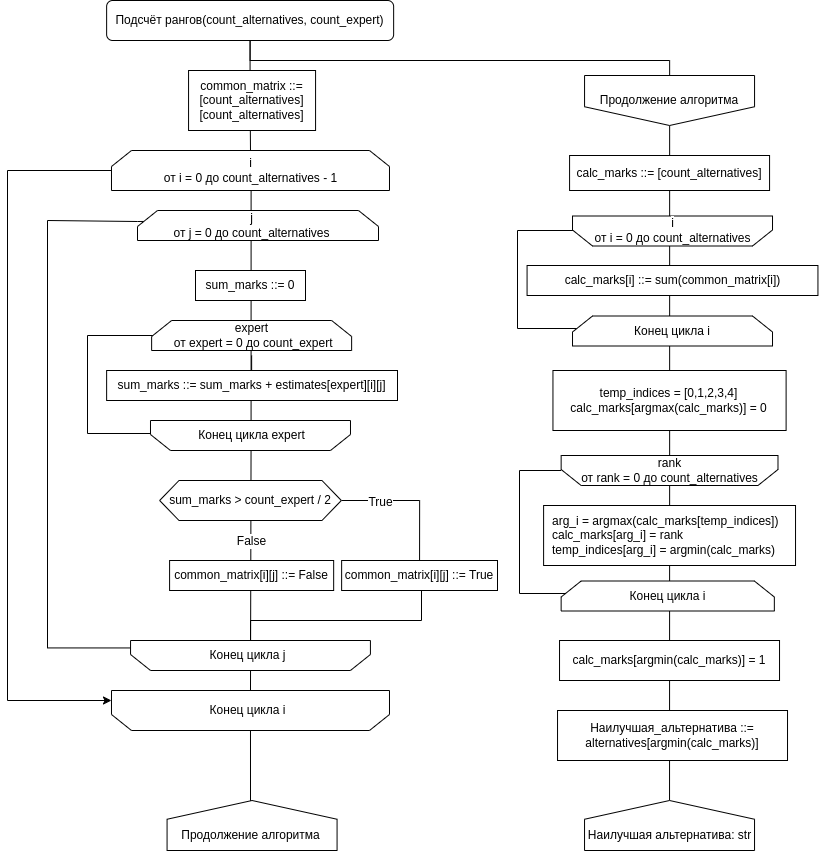 Подсчёт рангов(count_alternatives, count_expert)
common_matrix ::=
[count_alternatives]
[count_alternatives]
i
от i = 0 до count_alternatives - 1
j
от j = 0 до count_alternatives
sum_marks ::= 0
expert
от expert = 0 до count_expert
sum_marks ::= sum_marks + estimates[expert][i][j]
Конец цикла expert
sum_marks > count_expert / 2
True
False
common_matrix[i][j] ::= False
common_matrix[i][j] ::= True
Конец цикла j
Конец цикла i
Продолжение алгоритма
Продолжение алгоритма
calc_marks ::= [count_alternatives]
i
от i = 0 до count_alternatives
calc_marks[i] ::= sum(common_matrix[i])
Конец цикла i
temp_indices = [0,1,2,3,4]
calc_marks[argmax(calc_marks)] = 0
rank
от rank = 0 до count_alternatives
arg_i = argmax(calc_marks[temp_indices])
calc_marks[arg_i] = rank
temp_indices[arg_i] = argmin(calc_marks)
Конец цикла i
calc_marks[argmin(calc_marks)] = 1
Наилучшая_альтернатива ::=
alternatives[argmin(calc_marks)]
Наилучшая альтернатива: str